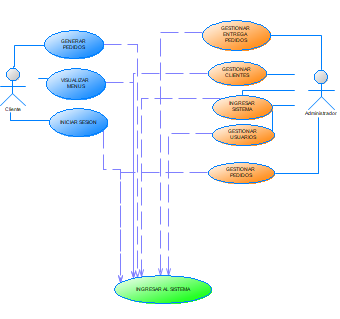 GENERAR
PEDIDOS
VISUALIZAR
MENUS
INICIAR SESION
Cliente
GESTIONAR
ENTREGA
PEDIDOS
GESTIONAR
CLIENTES
INGRESAR
SISTEMA
GESTIONAR
USUARIOS
GESTIONAR
PEDIDOS
Administrador
INGRESAR AL SISTEMA